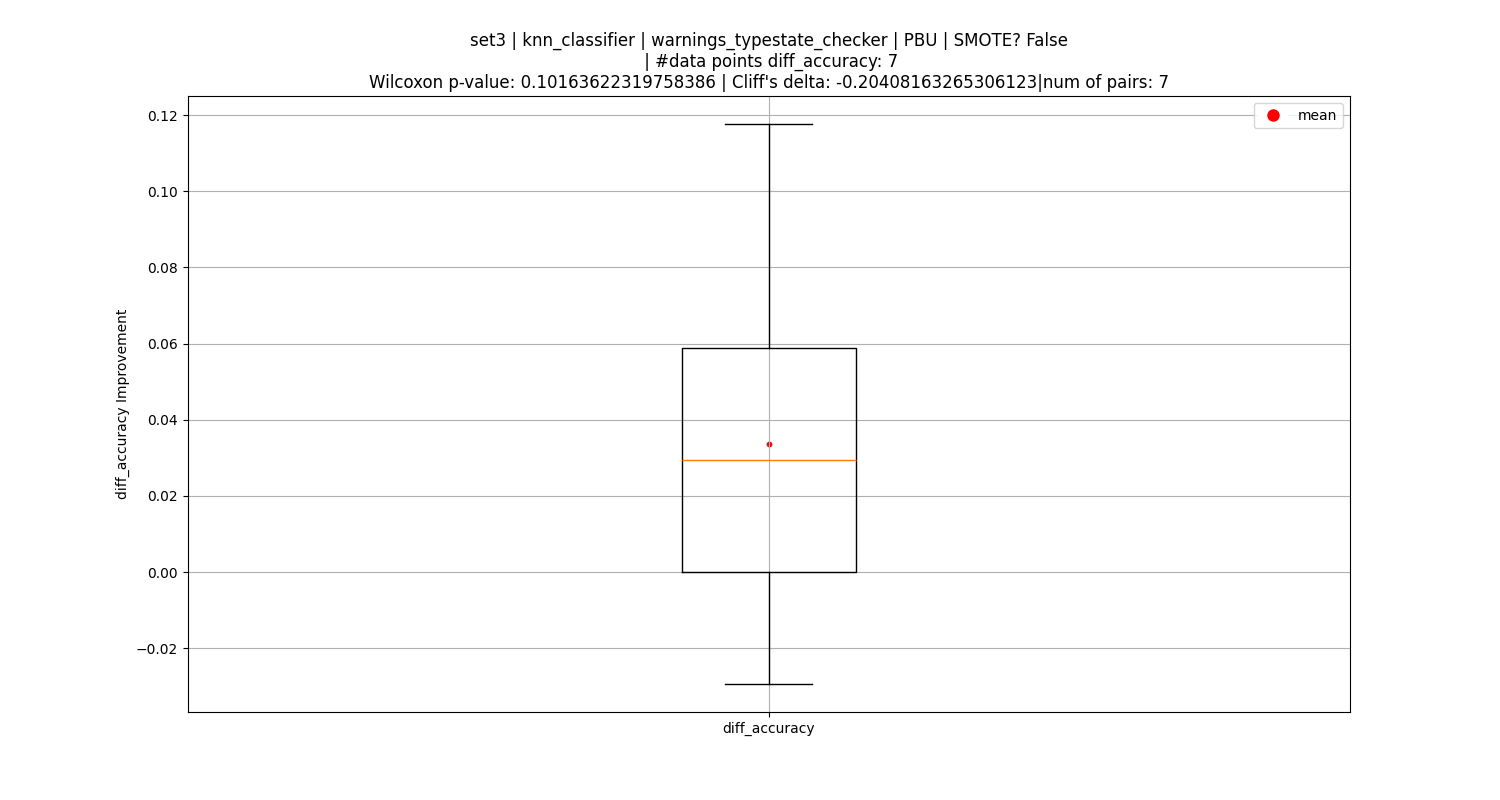 set3 | knn_classifier | warnings_typestate_checker | PBU | SMOTE? False
| #data points diff_accuracy: 7
Wilcoxon p-value: 0.10163622319758386 | Cliff's delta: -0.20408163265306123|num of pairs: 7
mean
0.12
0.10
0.08
0.06
0.04
0.02
0.00
−0.02
diff_accuracy Improvement
diff_accuracy